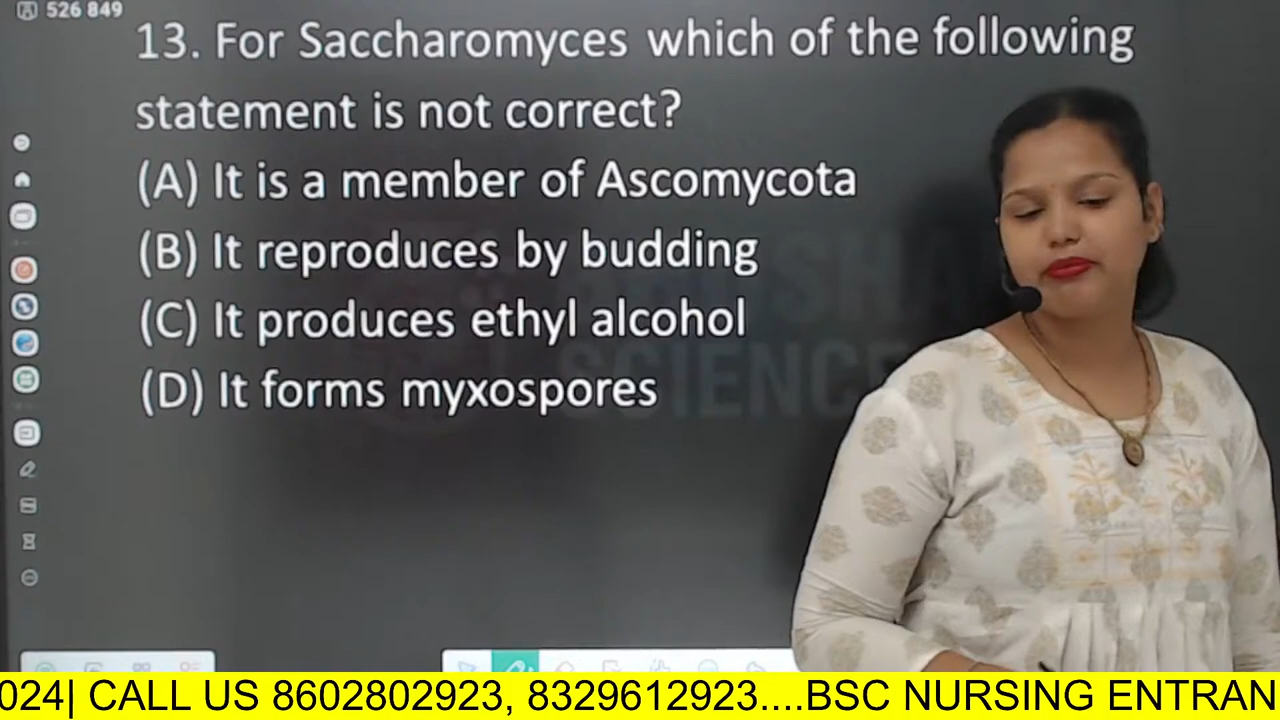 526 849
13. For Saccharomyces which of the following
statement is not correct?
(A) It is a member of Ascomycota
(B) It reproduces by budding
(C) It produces ethyl alcohol
(D) It forms myxospores
SCIENCE
024| CALL US 8602802923, 8329612923....BSC NURSING ENTRAN